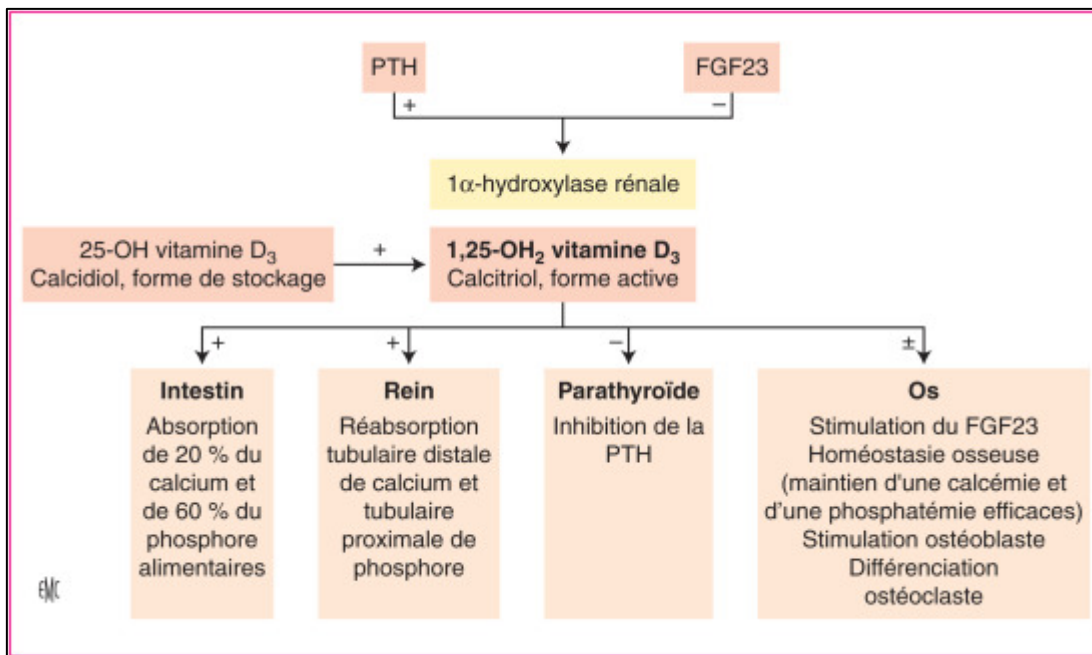 PTH
FGF23
+
−
1α-hydroxylase rénale
25-OH vitamine D₃
Calcidiol, forme de stockage
+
1,25-OH₂ vitamine D₃
Calcitriol, forme active
+
+
−
±
Intestin
Absorption
de 20 % du
calcium et
de 60 % du
phosphore
alimentaires
Rein
Réabsorption
tubulaire distale
de calcium et
tubulaire
proximale de
phosphore
Parathyroïde
Inhibition de la
PTH
Os
Stimulation du FGF23
Homéostasie osseuse
(maintien d'une calcémie et
d'une phosphatémie efficaces)
Stimulation ostéoblaste
Différenciation
ostéoclaste
EMC